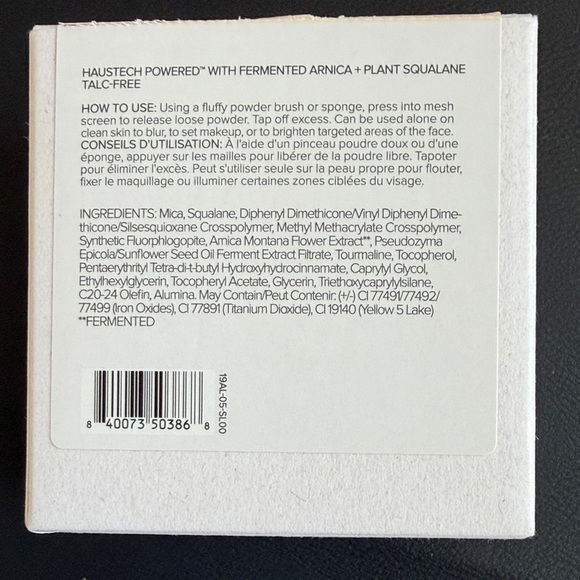 HAUSTECH POWERED™ WITH FERMENTED ARNICA + PLANT SQUALANE
TALC-FREE
HOW TO USE: Using a fluffy powder brush or sponge, press into mesh
screen to release loose powder. Tap off excess. Can be used alone on
clean skin to blur, to set makeup, or to brighten targeted areas of the face.
CONSEILS D'UTILISATION: À l'aide d'un pinceau poudre doux ou d'une
éponge, appuyer sur les mailles pour libérer de la poudre libre. Tapoter
pour éliminer l'excès. Peut s'utiliser seule sur la peau propre pour flouter,
fixer le maquillage ou illuminer certaines zones ciblées du visage.
INGREDIENTS: Mica, Squalane, Diphenyl Dimethicone/Vinyl Diphenyl Dime-
thicone/Silsesquioxane Crosspolymer, Methyl Methacrylate Crosspolymer,
Synthetic Fluorphlogopite, Arnica Montana Flower Extract**, Pseudozyma
Epicola/Sunflower Seed Oil Ferment Extract Filtrate, Tourmaline, Tocopherol,
Pentaerythrityl Tetra-di-t-butyl Hydroxyhydrocinnamate, Caprylyl Glycol,
Ethylhexylglycerin, Tocopheryl Acetate, Glycerin, Triethoxycaprylylsilane,
C20-24 Olefin, Alumina. May Contain/Peut Contenir: (+/-) CI 77491/77492/
77499 (Iron Oxides), CI 77891 (Titanium Dioxide), CI 19140 (Yellow 5 Lake)
**FERMENTED
8 40073 50386 8
19AL-05-SL00